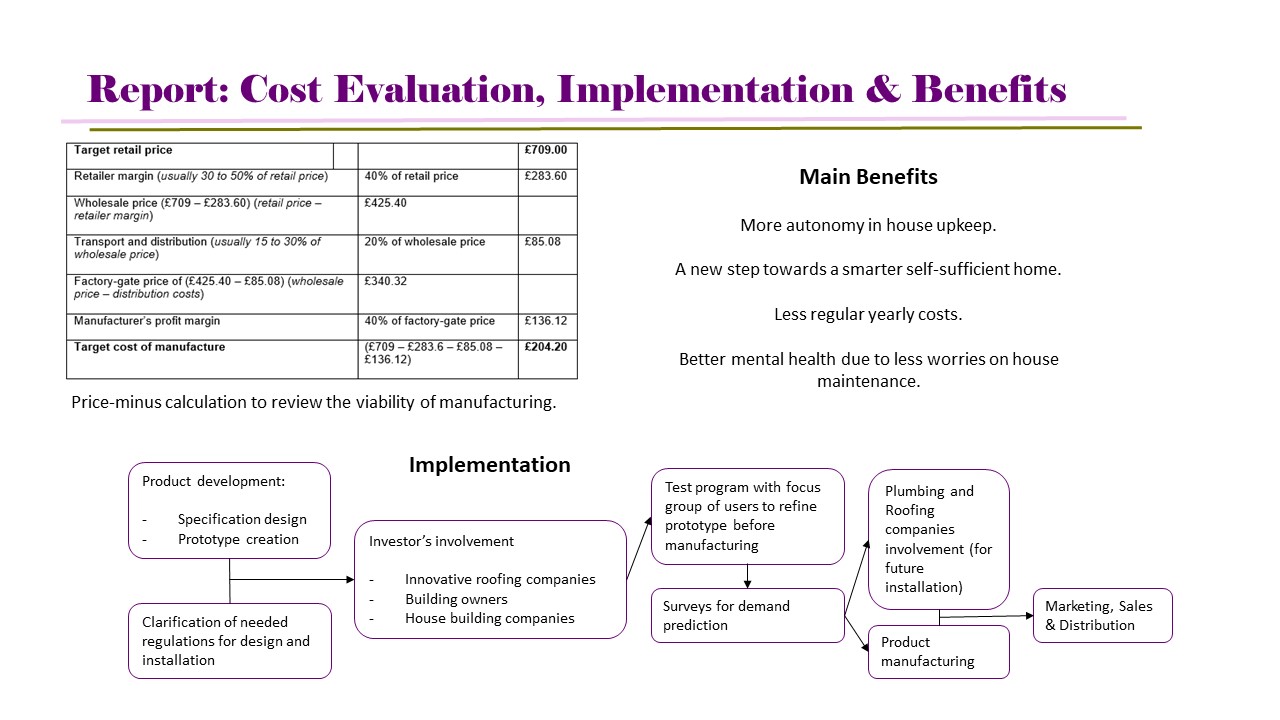 Report: Cost Evaluation, Implementation & Benefits
Target retail price £709.00
Retailer margin (usually 30 to 50% of retail price) 40% of retail price £283.60
Wholesale price (£709 – £283.60) (retail price – £425.40
retailer margin)
Transport and distribution (usually 15 to 30% of 20% of wholesale price £85.08
wholesale price)
Factory-gate price of (£425.40 – £85.08) (wholesale £340.32
price – distribution costs)
Manufacturer's profit margin 40% of factory-gate price £136.12
Target cost of manufacture (£709 – £283.6 – £85.08 – £204.20
£136.12)
Price-minus calculation to review the viability of manufacturing.
Main Benefits
More autonomy in house upkeep.
A new step towards a smarter self-sufficient home.
Less regular yearly costs.
Better mental health due to less worries on house
maintenance.
Implementation
Product development:
- Specification design
- Prototype creation
Clarification of needed
regulations for design and
installation
Investor's involvement
- Innovative roofing companies
- Building owners
- House building companies
Test program with focus
group of users to refine
prototype before
manufacturing
Surveys for demand
prediction
Plumbing and
Roofing
companies
involvement (for
future
installation)
Product
manufacturing
Marketing, Sales
& Distribution